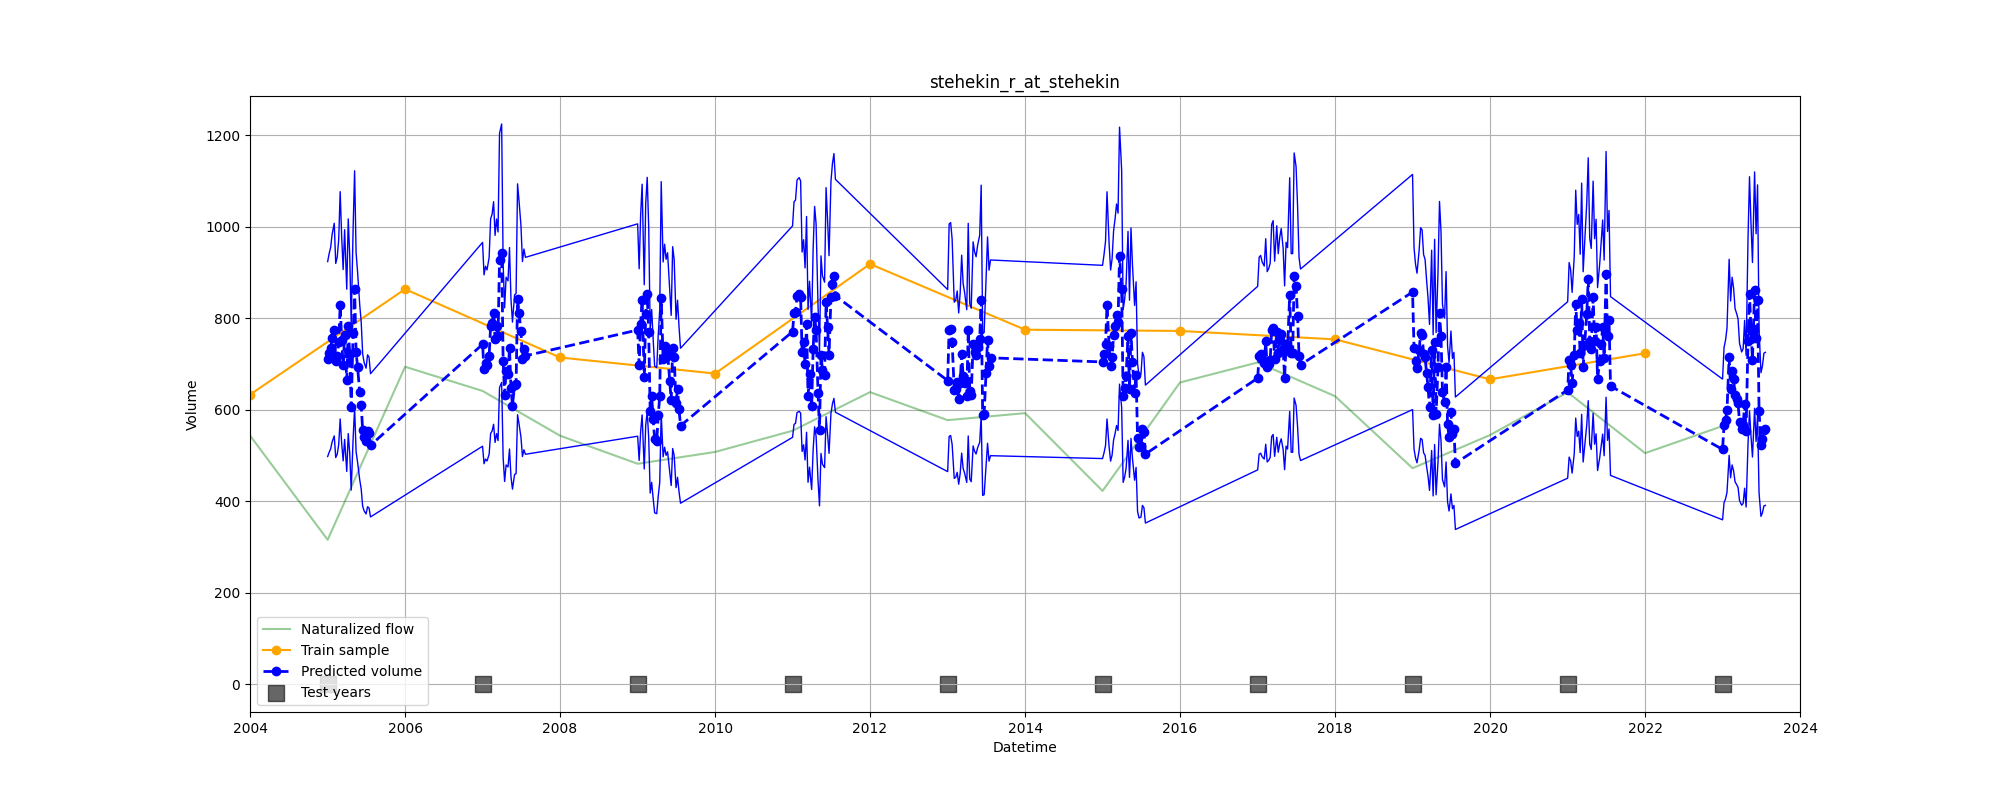 stehekin_r_at_stehekin
Volume
1200
1000
800
600
400
200
0
Naturalized flow
Train sample
Predicted volume
Test years
2004 2006 2008 2010 2012 2014 2016 2018 2020 2022 2024
Datetime